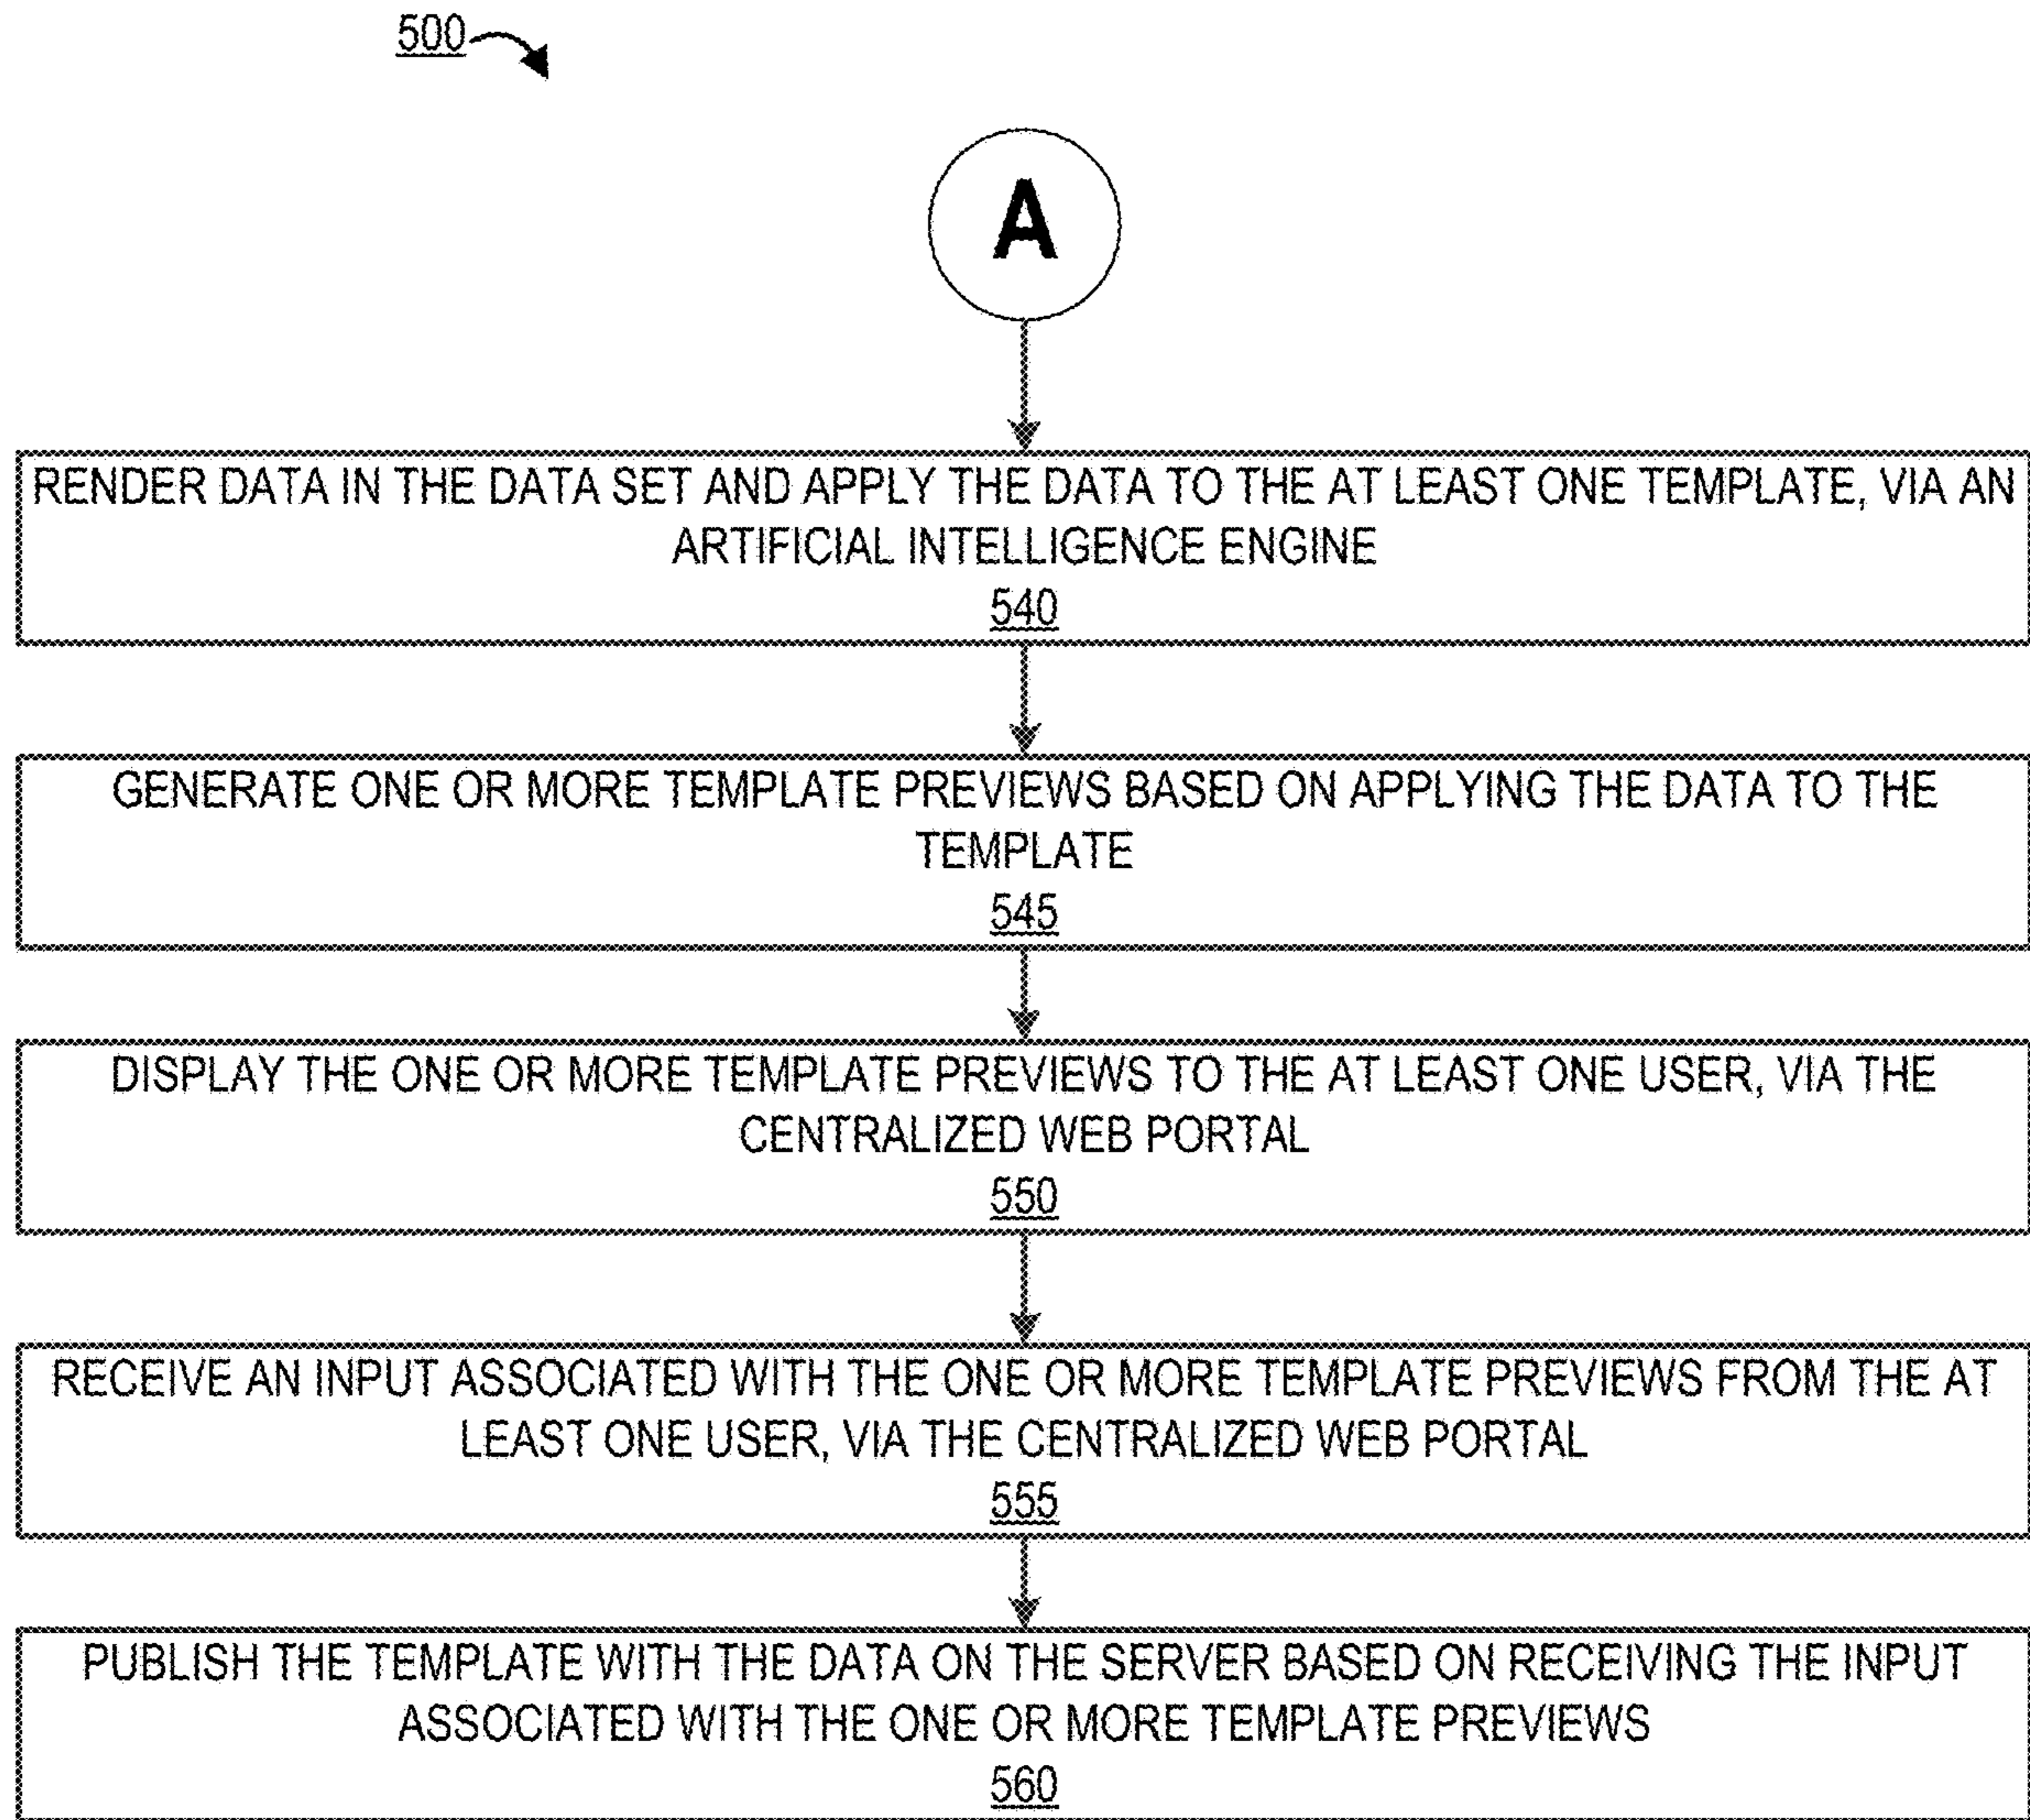 500
A
RENDER DATA IN THE DATA SET AND APPLY THE DATA TO THE AT LEAST ONE TEMPLATE, VIA AN
ARTIFICIAL INTELLIGENCE ENGINE
540
GENERATE ONE OR MORE TEMPLATE PREVIEWS BASED ON APPLYING THE DATA TO THE
TEMPLATE
545
DISPLAY THE ONE OR MORE TEMPLATE PREVIEWS TO THE AT LEAST ONE USER, VIA THE
CENTRALIZED WEB PORTAL
550
RECEIVE AN INPUT ASSOCIATED WITH THE ONE OR MORE TEMPLATE PREVIEWS FROM THE AT
LEAST ONE USER, VIA THE CENTRALIZED WEB PORTAL
555
PUBLISH THE TEMPLATE WITH THE DATA ON THE SERVER BASED ON RECEIVING THE INPUT
ASSOCIATED WITH THE ONE OR MORE TEMPLATE PREVIEWS
560